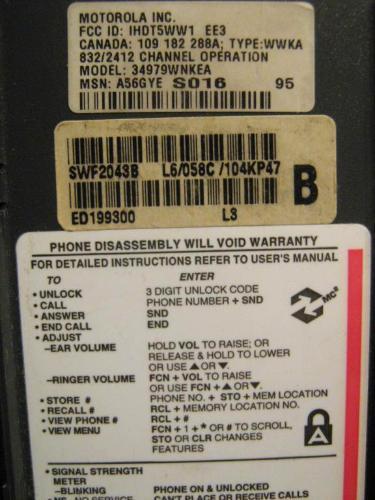 MOTOROLA INC.
FCC ID: IHDT5WW1 EE3
CANADA: 109 182 288A; TYPE:WWKA
832/2412 CHANNEL OPERATION
MODEL: 34979WNKEA
MSN: A56GYE S016 95
SWF2043B L6/058C /104KP47
B
ED199300 L3
PHONE DISASSEMBLY WILL VOID WARRANTY
FOR DETAILED INSTRUCTIONS REFER TO USER'S MANUAL
TO ENTER
• UNLOCK 3 DIGIT UNLOCK CODE
• CALL PHONE NUMBER + SND
• ANSWER SND
• END CALL END
MC²
• ADJUST
–EAR VOLUME HOLD VOL TO RAISE; OR
RELEASE & HOLD TO LOWER
OR USE ▲ OR ▼.
–RINGER VOLUME FCN + VOL TO RAISE
OR USE FCN + ▲ OR ▼.
• STORE # PHONE NO. + STO + MEM LOCATION
• RECALL # RCL + MEMORY LOCATION NO.
• VIEW PHONE # RCL + #
• VIEW MENU FCN + 1 + * OR # TO SCROLL,
STO OR CLR CHANGES
FEATURES
A
• SIGNAL STRENGTH
METER
–BLINKING PHONE ON & UNLOCKED
NO SERVICE CAN'T PLACE OR RECEIVE CALLS